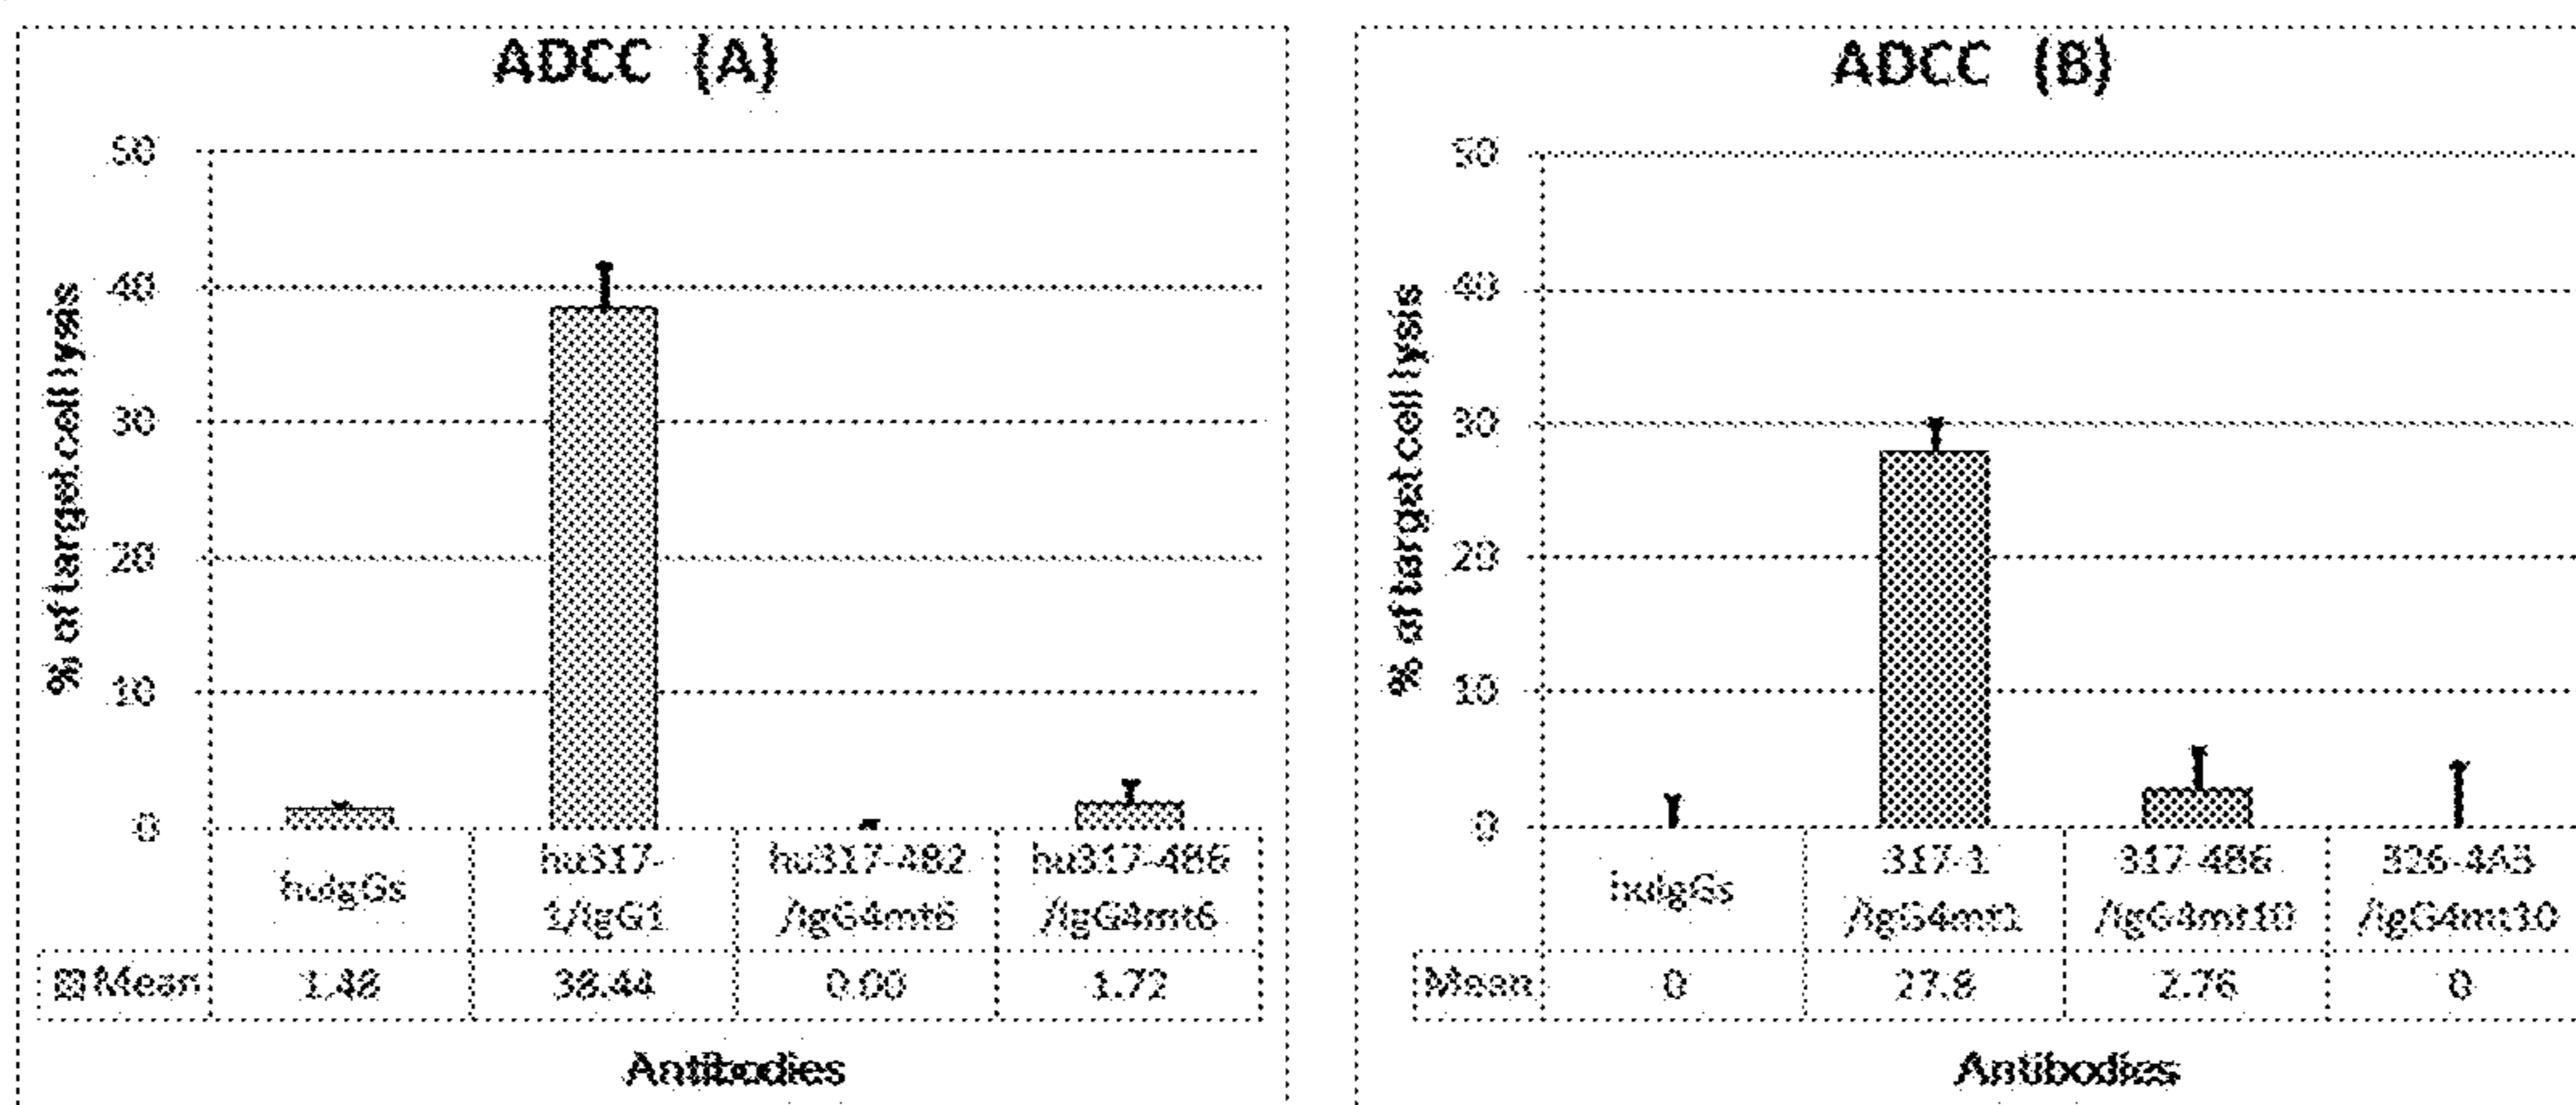 ADCC (A)
% of target cell lysis
50
40
30
20
10
0
huIgGs
hu317-
1/IgG1
hu317-4B2
/IgG4mt6
hu317-4B6
/IgG4mt6
Mean 1.48 38.44 0.00 1.72
Antibodies
ADCC (B)
% of target cell lysis
50
40
30
20
10
0
huIgGs
317-1
/IgG4mt1
317-4B6
/IgG4mt10
326-4A3
/IgG4mt10
Mean 0 27.8 2.76 0
Antibodies